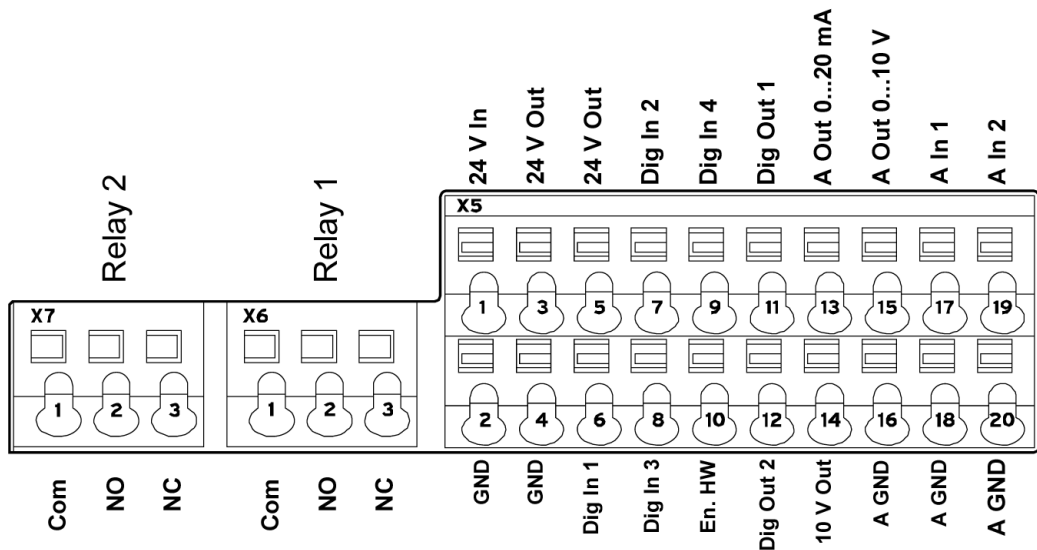 24 V In
24 V Out
24 V Out
Dig In 2
Dig In 4
Dig Out 1
A Out 0...20 mA
A Out 0...10 V
A In 1
A In 2
Relay 2
Relay 1
X5
1 3 5 7 9 11 13 15 17 19
X7
X6
1 2 3
1 2 3
2 4 6 8 10 12 14 16 18 20
Com
NO
NC
Com
NO
NC
GND
GND
Dig In 1
Dig In 3
En. HW
Dig Out 2
10 V Out
A GND
A GND
A GND